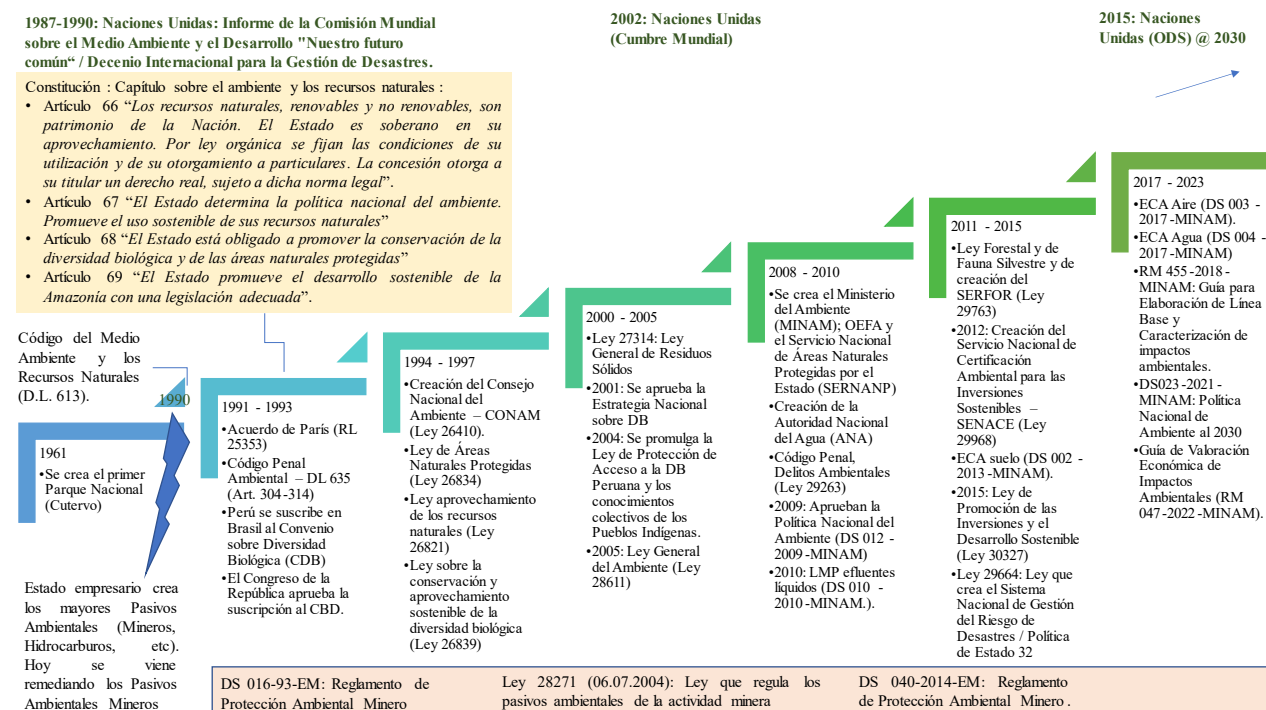 1987-1990: Naciones Unidas: Informe de la Comisión Mundial
sobre el Medio Ambiente y el Desarrollo "Nuestro futuro
común“ / Decenio Internacional para la Gestión de Desastres.
2002: Naciones Unidas
(Cumbre Mundial)
2015: Naciones
Unidas (ODS) @ 2030
Constitución : Capítulo sobre el ambiente y los recursos naturales :
• Artículo 66 “Los recursos naturales, renovables y no renovables, son
patrimonio de la Nación. El Estado es soberano en su
aprovechamiento. Por ley orgánica se fijan las condiciones de su
utilización y de su otorgamiento a particulares. La concesión otorga a
su titular un derecho real, sujeto a dicha norma legal”.
• Artículo 67 “El Estado determina la política nacional del ambiente.
Promueve el uso sostenible de sus recursos naturales”
• Artículo 68 “El Estado está obligado a promover la conservación de la
diversidad biológica y de las áreas naturales protegidas”
• Artículo 69 “El Estado promueve el desarrollo sostenible de la
Amazonía con una legislación adecuada”.
Código del Medio
Ambiente y los
Recursos Naturales
(D.L. 613).
1990
1961
•Se crea el primer
Parque Nacional
(Cutervo)
Estado empresario crea
los mayores Pasivos
Ambientales (Mineros,
Hidrocarburos, etc).
Hoy se viene
remediando los Pasivos
Ambientales Mineros
1991 - 1993
•Acuerdo de París (RL
25353)
•Código Penal
Ambiental – DL 635
(Art. 304-314)
•Perú se suscribe en
Brasil al Convenio
sobre Diversidad
Biológica (CDB)
•El Congreso de la
República aprueba la
suscripción al CBD.
1994 - 1997
•Creación del Consejo
Nacional del
Ambiente – CONAM
(Ley 26410).
•Ley de Áreas
Naturales Protegidas
(Ley 26834)
•Ley aprovechamiento
de los recursos
naturales (Ley
26821)
•Ley sobre la
conservación y
aprovechamiento
sostenible de la
diversidad biológica
(Ley 26839)
2000 - 2005
•Ley 27314: Ley
General de Residuos
Sólidos
•2001: Se aprueba la
Estrategia Nacional
sobre DB
•2004: Se promulga la
Ley de Protección de
Acceso a la DB
Peruana y los
conocimientos
colectivos de los
Pueblos Indígenas.
•2005: Ley General
del Ambiente (Ley
28611)
2008 - 2010
•Se crea el Ministerio
del Ambiente
(MINAM); OEFA y
el Servicio Nacional
de Áreas Naturales
Protegidas por el
Estado (SERNANP)
•Creación de la
Autoridad Nacional
del Agua (ANA)
•Código Penal,
Delitos Ambientales
(Ley 29263)
•2009: Aprueban la
Política Nacional del
Ambiente (DS 012 -
2009 -MINAM)
•2010: LMP efluentes
líquidos (DS 010 -
2010 -MINAM.).
2011 - 2015
•Ley Forestal y de
Fauna Silvestre y de
creación del
SERFOR (Ley
29763)
•2012: Creación del
Servicio Nacional de
Certificación
Ambiental para las
Inversiones
Sostenibles –
SENACE (Ley
29968)
•ECA suelo (DS 002 -
2013 -MINAM).
•2015: Ley de
Promoción de las
Inversiones y el
Desarrollo Sostenible
(Ley 30327)
•Ley 29664: Ley que
crea el Sistema
Nacional de Gestión
del Riesgo de
Desastres / Política
de Estado 32
2017 - 2023
•ECA Aire (DS 003 -
2017 -MINAM).
•ECA Agua (DS 004 -
2017 -MINAM)
•RM 455 -2018 -
MINAM: Guía para
Elaboración de Línea
Base y
Caracterización de
impactos
ambientales.
•DS023 -2021 -
MINAM: Política
Nacional de
Ambiente al 2030
•Guía de Valoración
Económica de
Impactos
Ambientales (RM
047 -2022 -MINAM).
DS 016-93-EM: Reglamento de
Protección Ambiental Minero
Ley 28271 (06.07.2004): Ley que regula los
pasivos ambientales de la actividad minera
DS 040-2014-EM: Reglamento
de Protección Ambiental Minero .